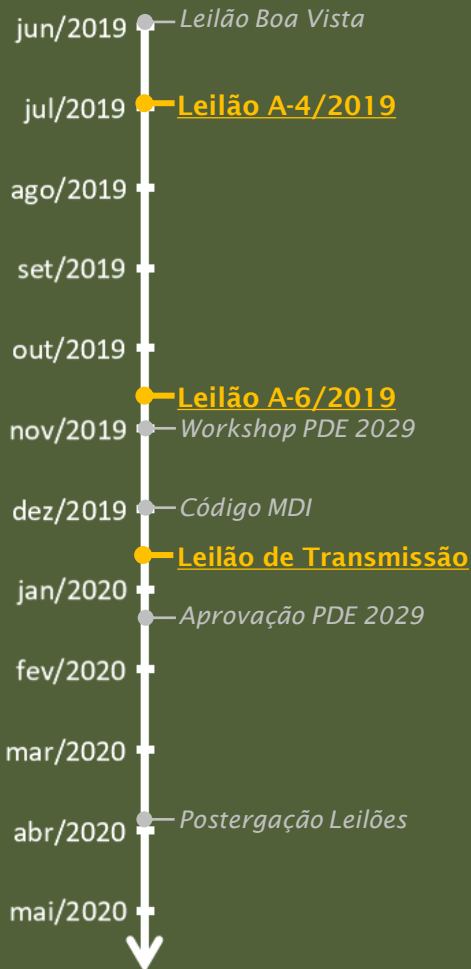 jun/2019
Leilão Boa Vista
jul/2019
Leilão A-4/2019
ago/2019
set/2019
out/2019
Leilão A-6/2019
nov/2019
Workshop PDE 2029
dez/2019
Código MDI
Leilão de Transmissão
jan/2020
Aprovação PDE 2029
fev/2020
mar/2020
Postergação Leilões
abr/2020
mai/2020